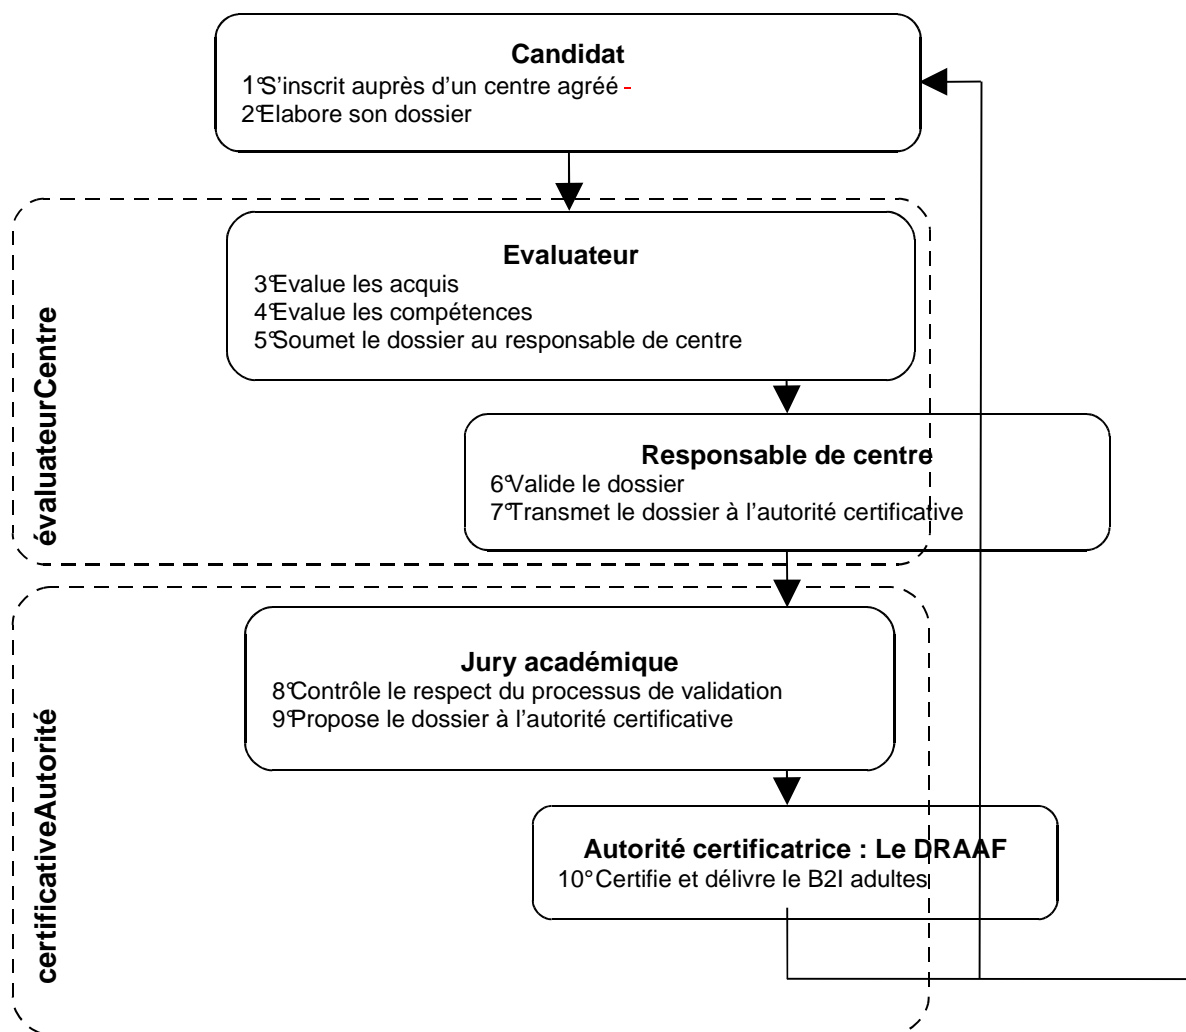 Candidat
1°S'inscrit auprès d'un centre agréé -
2°Elabore son dossier
Evaluateur
3°Evalue les acquis
4°Evalue les compétences
5°Soumet le dossier au responsable de centre
évaluateurCentre
Responsable de centre
6°Valide le dossier
7°Transmet le dossier à l'autorité certificative
Jury académique
8°Contrôle le respect du processus de validation
9°Propose le dossier à l'autorité certificative
certificativeAutorité
Autorité certificatrice : Le DRAAF
10° Certifie et délivre le B2I adultes